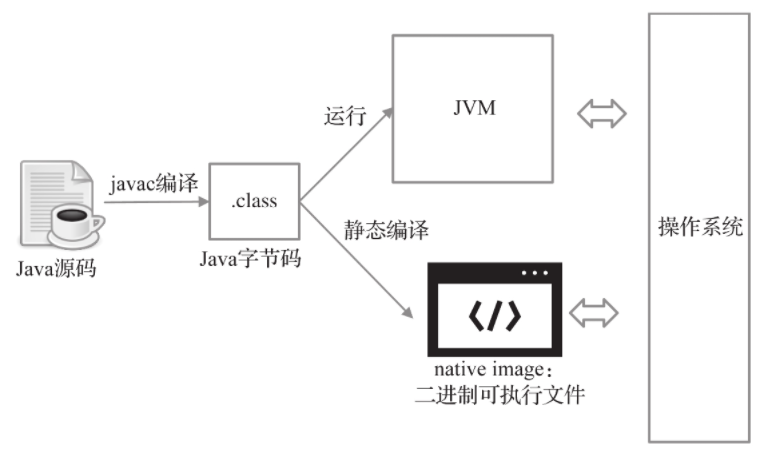 运行
JVM
javac编译
.class
Java源码
Java字节码
静态编译
</>
native image：
二进制可执行文件
操作系统